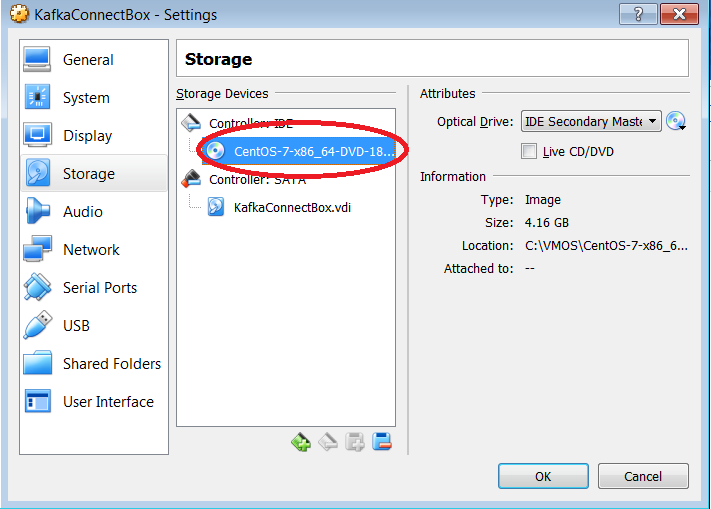 KafkaConnectBox - Settings
?
General
System
Display
Storage
Audio
Network
Serial Ports
USB
Shared Folders
User Interface
Storage
Storage Devices
Controller: IDE
CentOS-7-x86_64-DVD-18...
Controller: SATA
KafkaConnectBox.vdi
Attributes
Optical Drive: IDE Secondary Maste
Live CD/DVD
Information
Type: Image
Size: 4.16 GB
Location: C:\VMOS\CentOS-7-x86_6...
Attached to: --
OK
Cancel